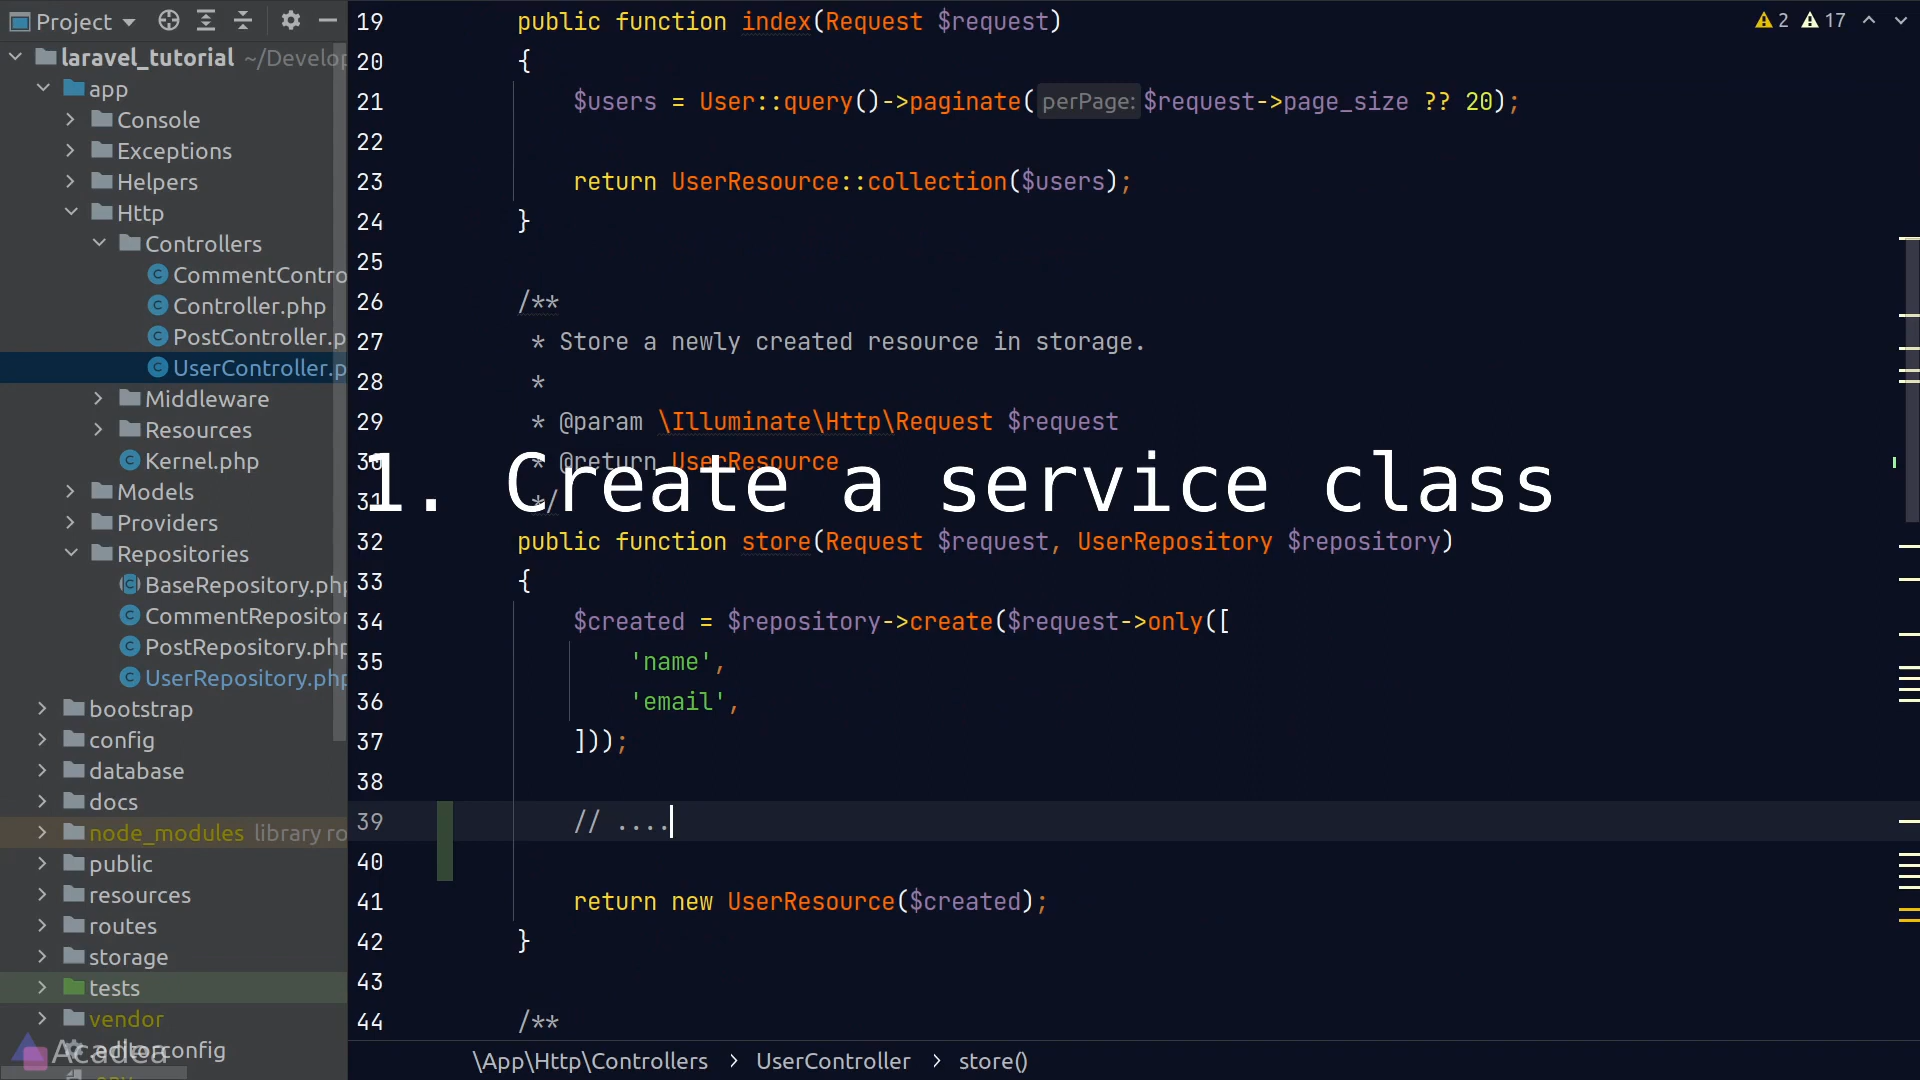 Project
laravel_tutorial ~/Develop
app
Console
Exceptions
Helpers
Http
Controllers
CommentContro
Controller.php
PostController.p
UserController.p
Middleware
Resources
Kernel.php
Models
Providers
Repositories
BaseRepository.php
CommentRepositor
PostRepository.php
UserRepository.php
bootstrap
config
database
docs
node_modules library ro
public
resources
routes
storage
tests
vendor
.editorconfig
Acadea
2 17
19 public function index(Request $request)
20 {
21 $users = User::query()->paginate( perPage: $request->page_size ?? 20);
22
23 return UserResource::collection($users);
24 }
25
26 /**
27 * Store a newly created resource in storage.
28 *
29 * @param \Illuminate\Http\Request $request
30 * @return UserResource
31 */
1. Create a service class
32 public function store(Request $request, UserRepository $repository)
33 {
34 $created = $repository->create($request->only([
35 'name',
36 'email',
37 ]));
38
39 // ....
40
41 return new UserResource($created);
42 }
43
44 /**
\App\Http\Controllers > UserController > store()